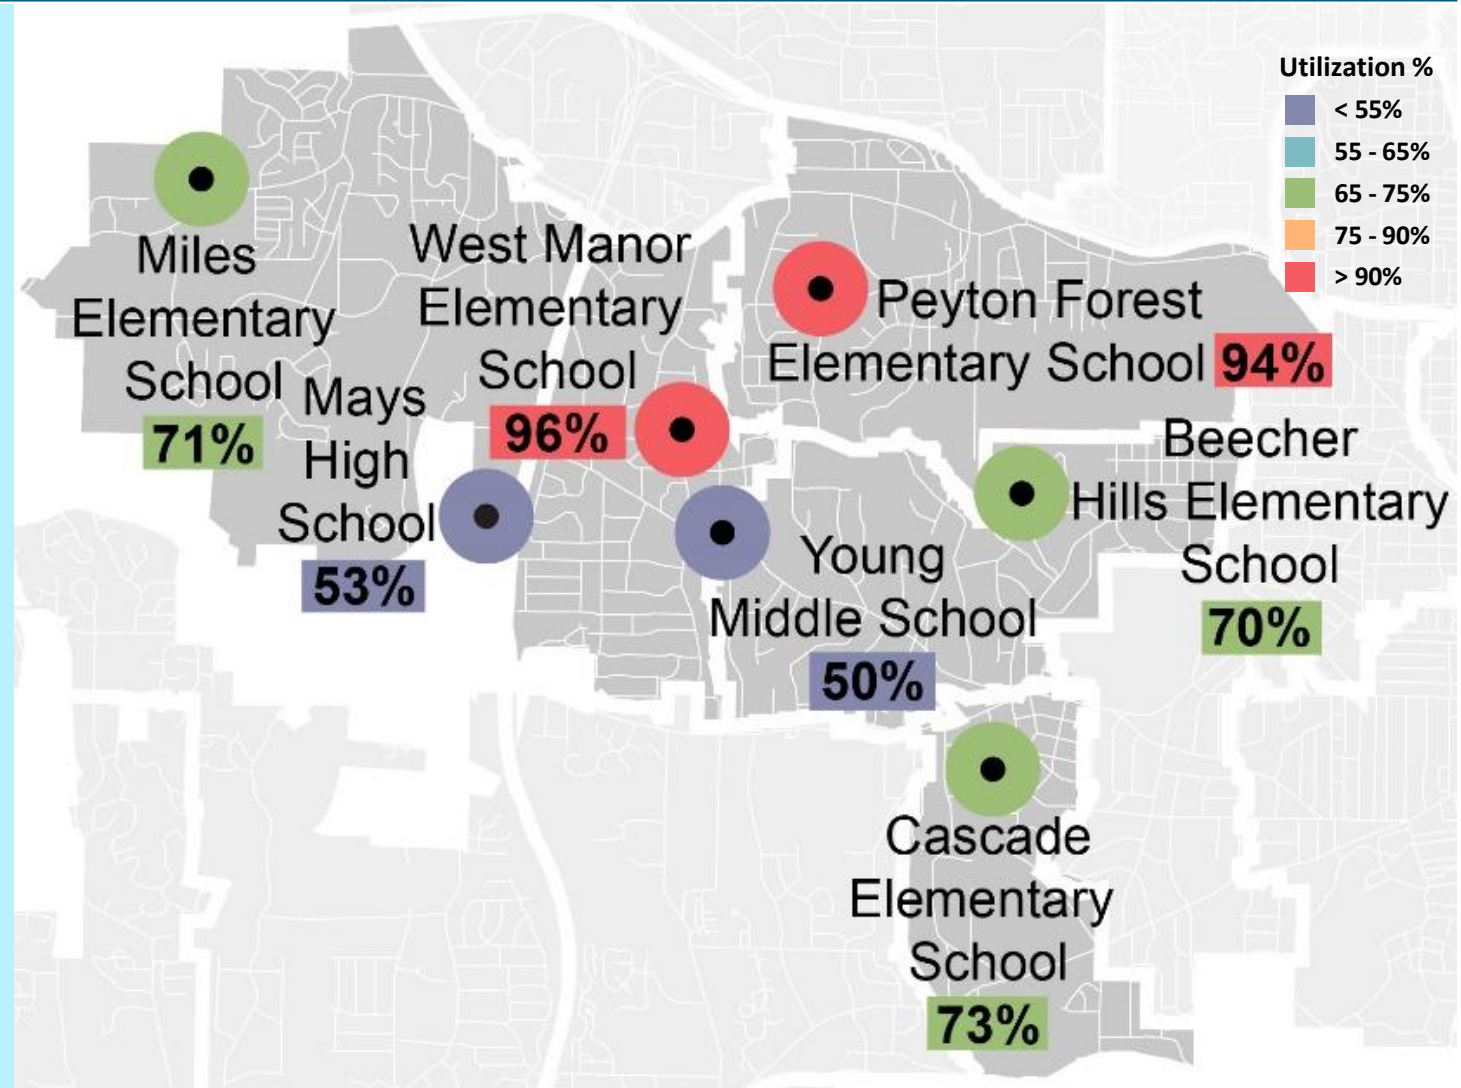 Utilization %
< 55%
55 - 65%
65 - 75%
75 - 90%
> 90%
Miles
Elementary
School
71%
West Manor
Elementary
School
96%
Peyton Forest
Elementary School 94%
Mays
High
School
53%
Beecher
Hills Elementary
School
70%
Young
Middle School
50%
Cascade
Elementary
School
73%